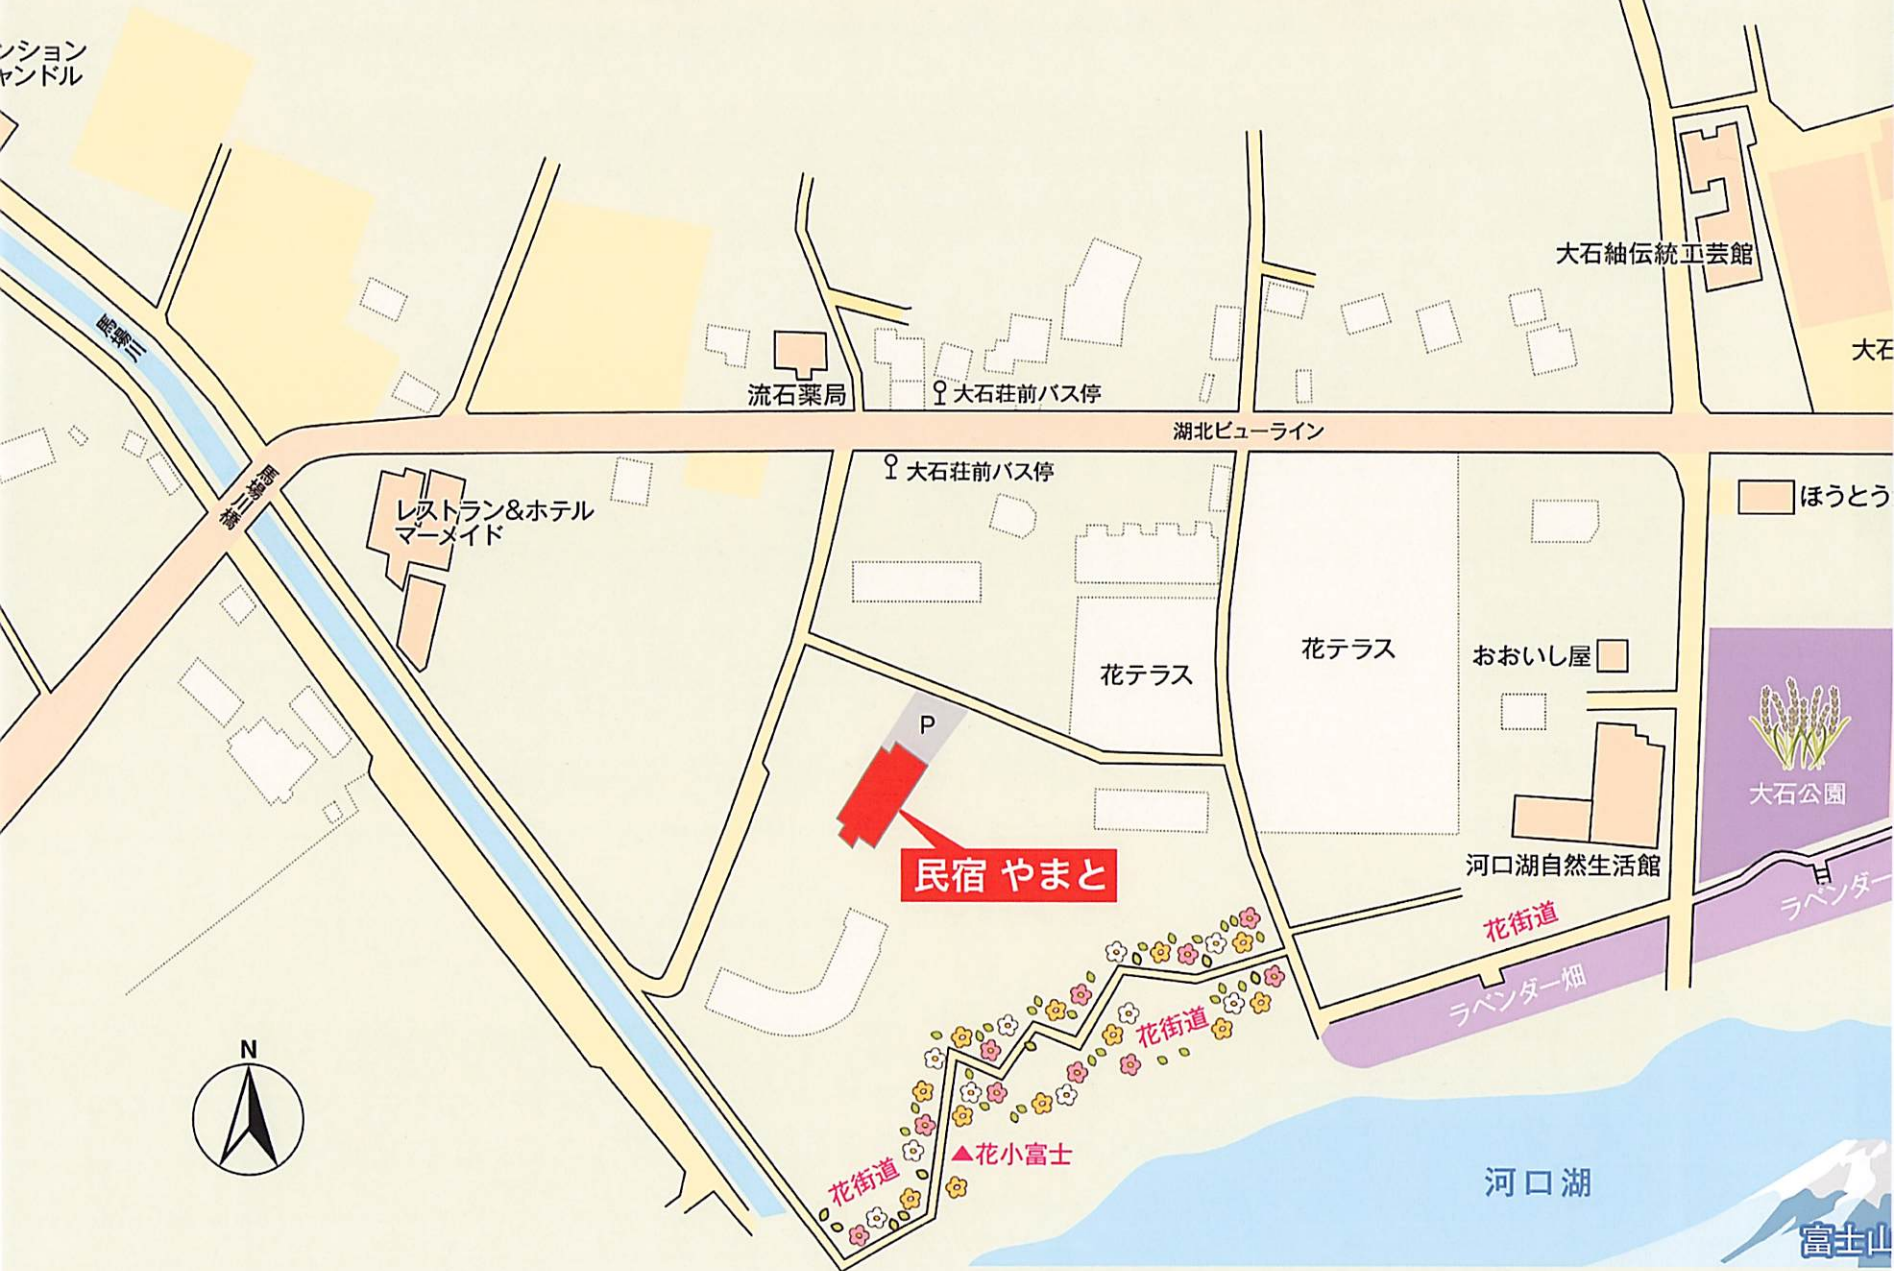 ンション
ャンドル
馬場川
大石紬伝統工芸館
大石
流石薬局
大石荘前バス停
湖北ビューライン
大石荘前バス停
馬場川橋
レストラン&ホテル
マーメイド
ほうとう
花テラス
花テラス
おおいし屋
P
大石公園
民宿 やまと
河口湖自然生活館
ラベンダー
花街道
ラベンダー畑
花街道
N
▲花小富士
花街道
河口湖
富士山